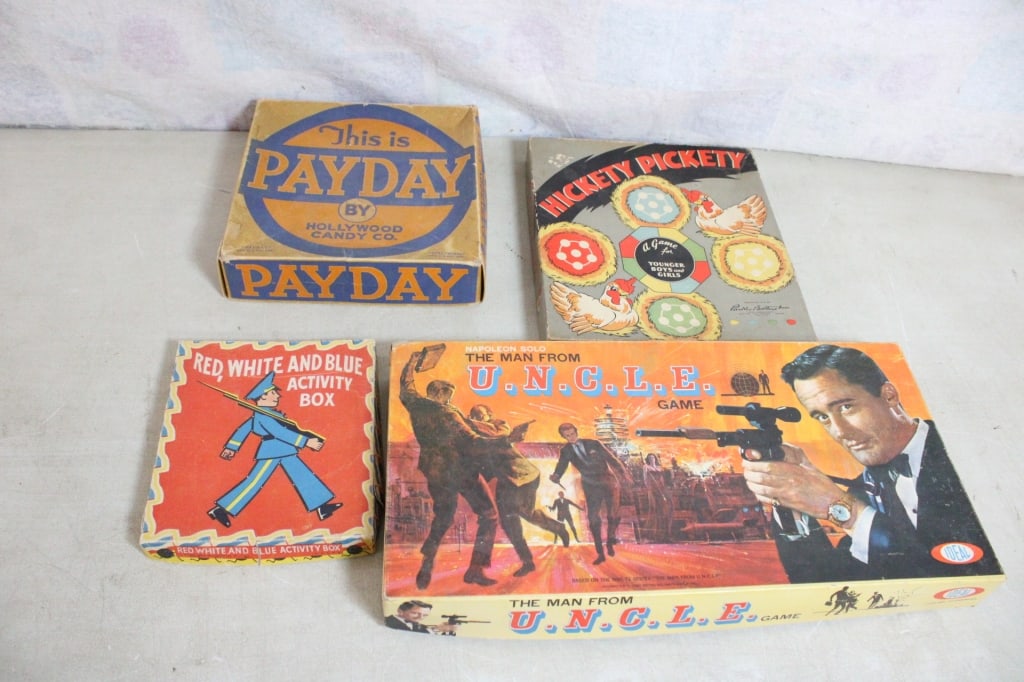 This is
PAYDAY
BY
HOLLYWOOD
CANDY CO.
PAYDAY
HICKETY PICKETY
A Game
for
YOUNGER
BOYS and
GIRLS
RED, WHITE AND BLUE
ACTIVITY
BOX
RED WHITE AND BLUE ACTIVITY BOX
NAPOLEON SOLO
THE MAN FROM
U.N.C.L.E.
GAME
IDEAL
THE MAN FROM
U.N.C.L.E. GAME
IDEAL